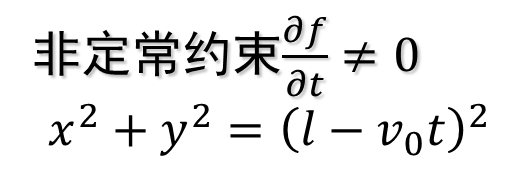 非定常约束∂f/∂t ≠ 0
x² + y² = (l − v₀t)²